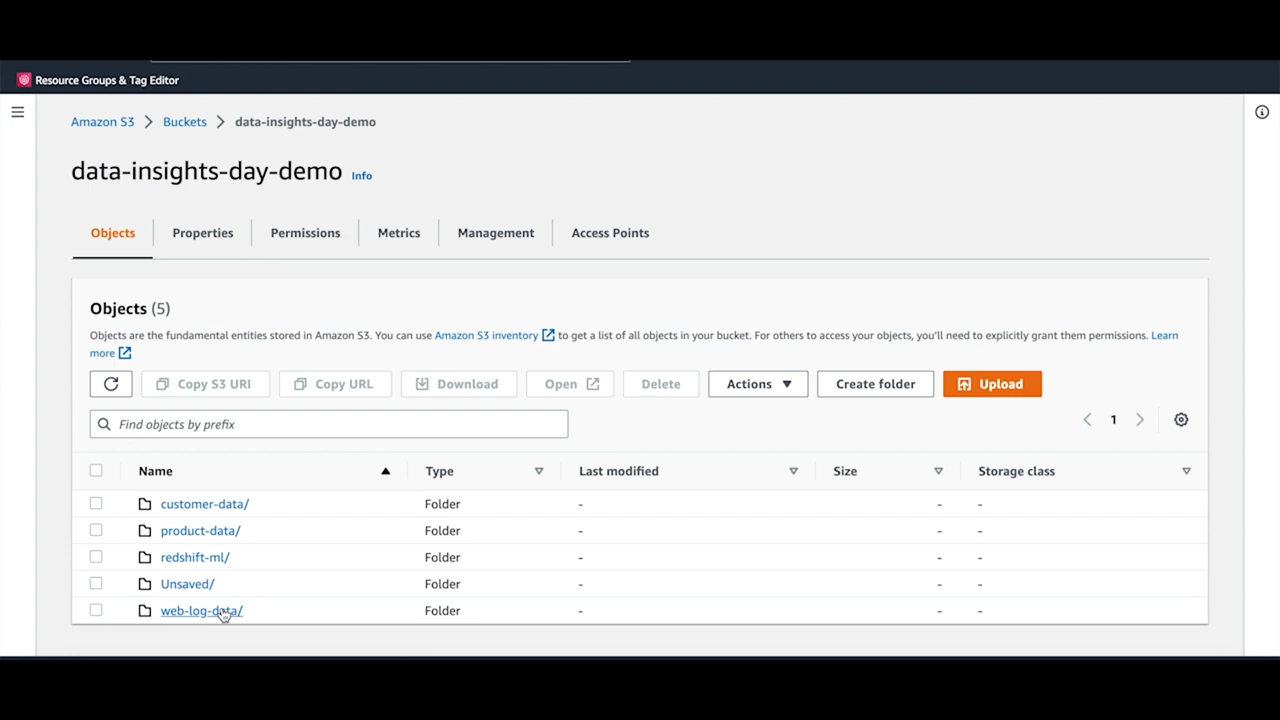 Resource Groups & Tag Editor
Amazon S3 > Buckets > data-insights-day-demo
data-insights-day-demo Info
Objects Properties Permissions Metrics Management Access Points
Objects (5)
Objects are the fundamental entities stored in Amazon S3. You can use Amazon S3 inventory to get a list of all objects in your bucket. For others to access your objects, you'll need to explicitly grant them permissions. Learn
more
Copy S3 URI Copy URL Download Open Delete Actions Create folder Upload
Find objects by prefix 1
Name Type Last modified Size Storage class
customer-data/ Folder - - -
product-data/ Folder - - -
redshift-ml/ Folder - - -
Unsaved/ Folder - - -
web-log-data/ Folder - - -